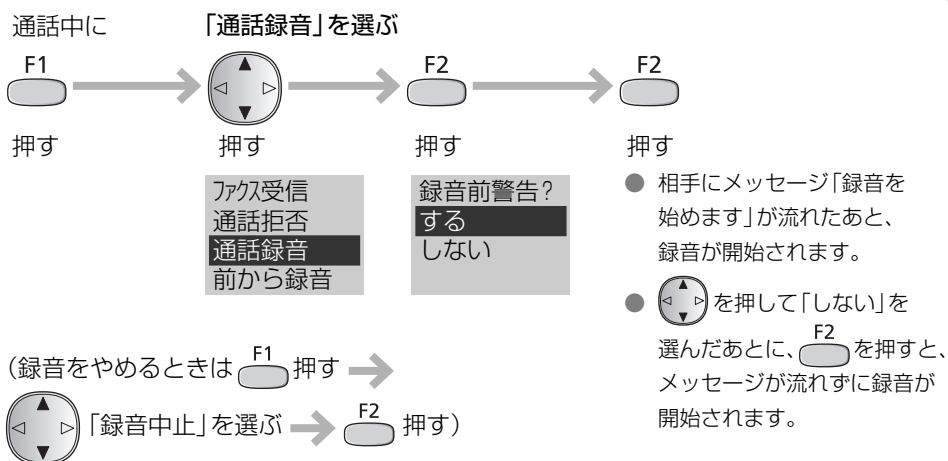 通話中に
「通話録音」を選ぶ
F1
F2
F2
押す
押す
押す
押す
ファクス受信
通話拒否
通話録音
前から録音
録音前警告?
する
しない
● 相手にメッセージ「録音を
始めます」が流れたあと、
録音が開始されます。
● を押して「しない」を
選んだあとに、F2を押すと、
メッセージが流れずに録音が
開始されます。
(録音をやめるときは F1 押す
「録音中止」を選ぶ F2 押す)